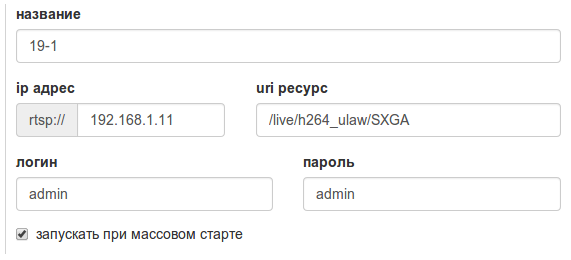 название
19-1
ip адрес uri ресурс
rtsp:// 192.168.1.11 /live/h264_ulaw/SXGA
логин пароль
admin admin
запускать при массовом старте